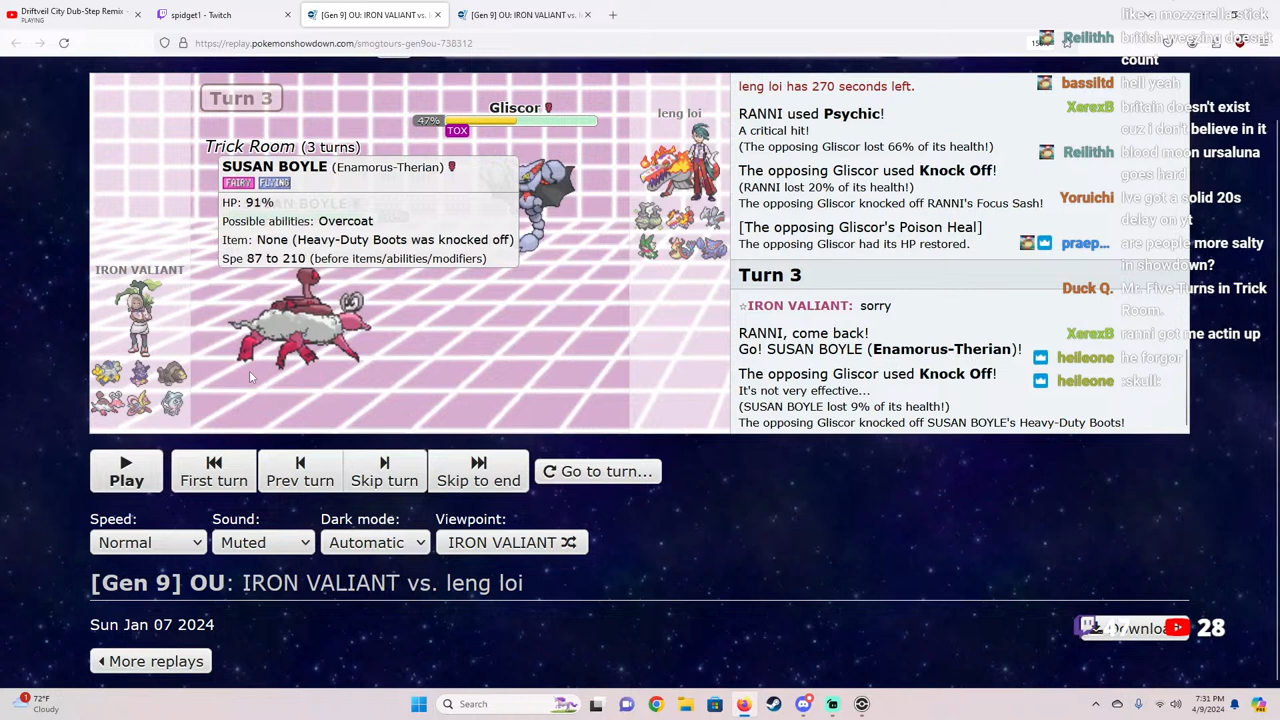 Driftveil City Dub-Step Remix -
PLAYING
spidget1 - Twitch
[Gen 9] OU: IRON VALIANT vs. l
[Gen 9] OU: IRON VALIANT vs. l
https://replay.pokemonshowdown.com/smogtours-gen9ou-738312
Turn 3
Gliscor
47%
TOX
Trick Room (3 turns)
SUSAN BOYLE (Enamorus-Therian)
FAIRY FLYING
HP: 91%
Possible abilities: Overcoat
Item: None (Heavy-Duty Boots was knocked off)
Spe 87 to 210 (before items/abilities/modifiers)
IRON VALIANT
leng loi
leng loi has 270 seconds left.
RANNI used Psychic!
A critical hit!
(The opposing Gliscor lost 66% of its health!)
The opposing Gliscor used Knock Off!
(RANNI lost 20% of its health!)
The opposing Gliscor knocked off RANNI's Focus Sash!
[The opposing Gliscor's Poison Heal]
The opposing Gliscor had its HP restored.
Turn 3
☆IRON VALIANT: sorry
RANNI, come back!
Go! SUSAN BOYLE (Enamorus-Therian)!
The opposing Gliscor used Knock Off!
It's not very effective...
(SUSAN BOYLE lost 9% of its health!)
The opposing Gliscor knocked off SUSAN BOYLE's Heavy-Duty Boots!
like a mozzarella stick
Reilithh british weezing doesnt
count
bassiltd hell yeah
XerexB britain doesn't exist
cuz i don't believe in it
Reilithh blood moon ursaluna
goes hard
Yoruichi Ive got a solid 20s
delay on yt
praep... are people more salty
in showdown?
Duck Q. Mr. Five Turns in Trick
Room.
XerexB ranni got me actin up
heileone he forgor
heileone :skull:
Play
First turn
Prev turn
Skip turn
Skip to end
Go to turn...
Speed:
Sound:
Dark mode:
Viewpoint:
Normal
Muted
Automatic
IRON VALIANT
[Gen 9] OU: IRON VALIANT vs. leng loi
Sun Jan 07 2024
Download
47
28
More replays
72°F
Cloudy
Search
7:31 PM
4/9/2024